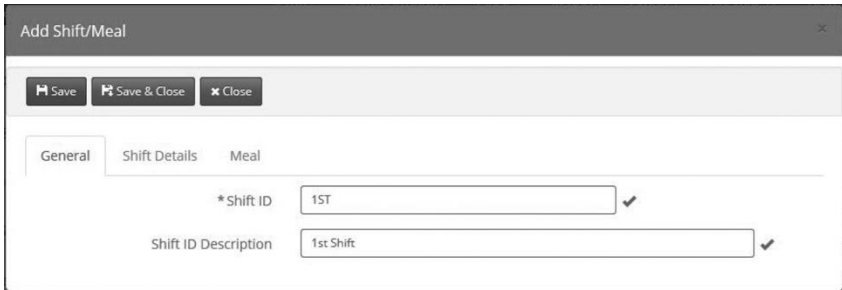 Add Shift/Meal
Save Save & Close Close
General Shift Details Meal
* Shift ID 1ST
Shift ID Description 1st Shift